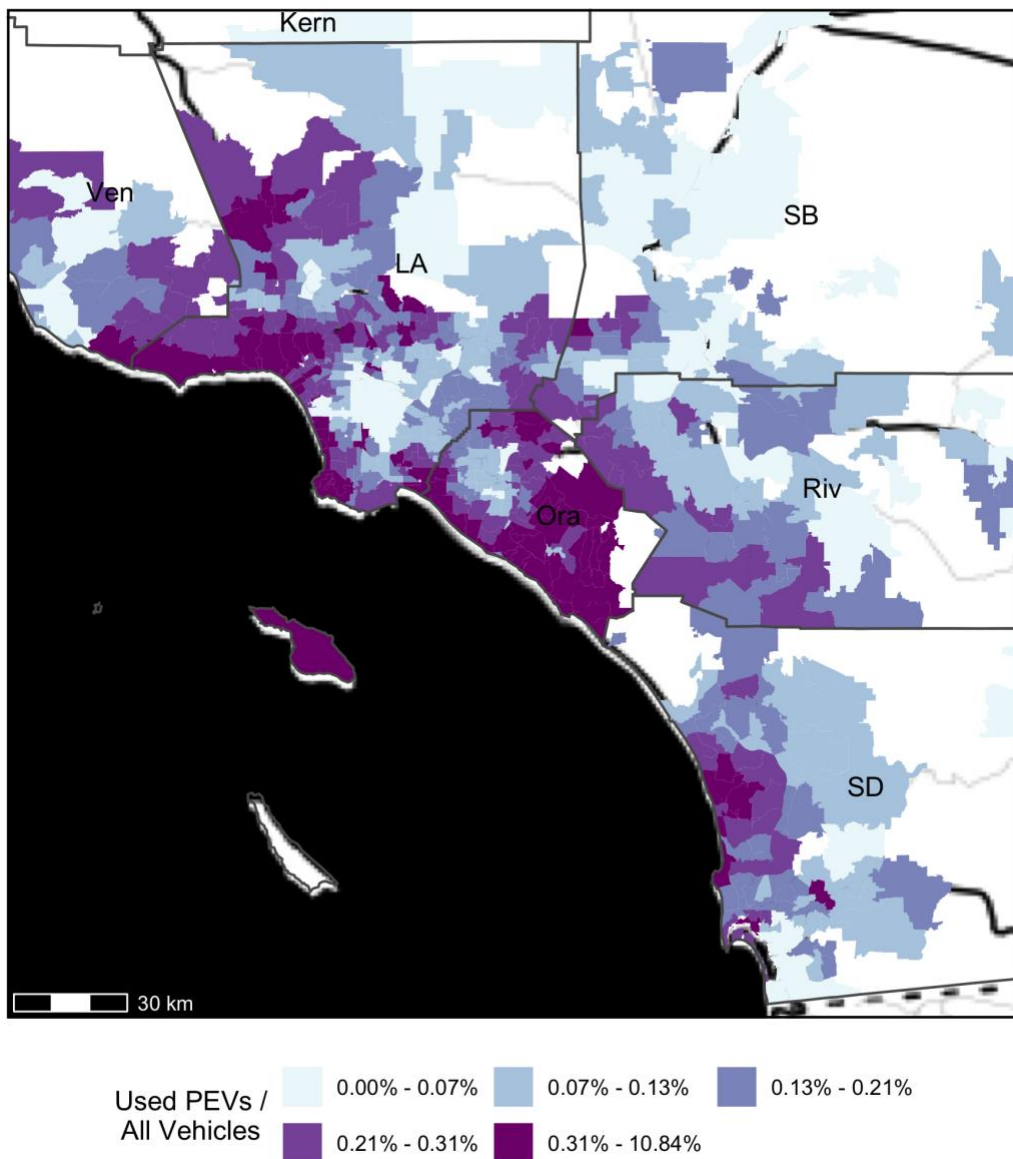 Kern
Ven
SB
LA
Riv
Ora
SD
30 km
Used PEVs /
All Vehicles
0.00% - 0.07%
0.07% - 0.13%
0.13% - 0.21%
0.21% - 0.31%
0.31% - 10.84%